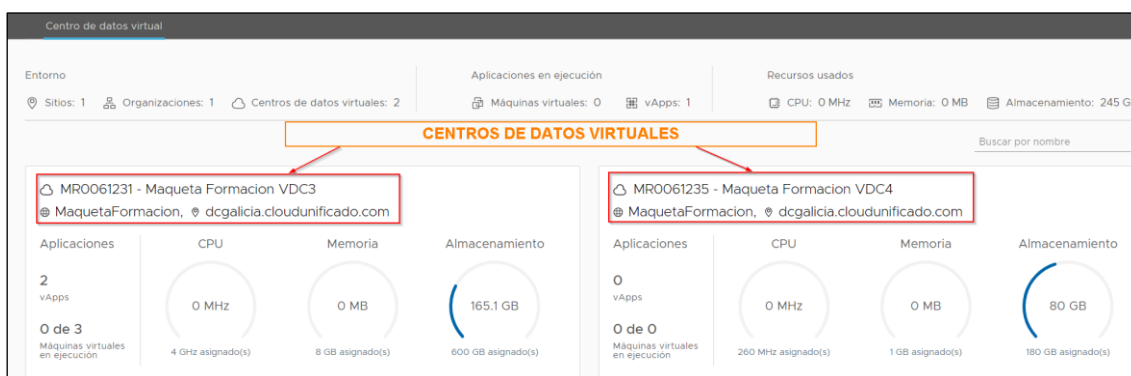 Centro de datos virtual
Entorno
Aplicaciones en ejecución
Recursos usados
Sitios: 1 Organizaciones: 1 Centros de datos virtuales: 2 Máquinas virtuales: 0 vApps: 1 CPU: 0 MHz Memoria: 0 MB Almacenamiento: 245 G
CENTROS DE DATOS VIRTUALES
Buscar por nombre
MR0061231 - Maqueta Formacion VDC3
MaquetaFormacion, dcgalicia.cloudunificado.com
Aplicaciones CPU Memoria Almacenamiento
2
vApps
0 MHz 0 MB 165.1 GB
0 de 3
Máquinas virtuales
en ejecución
4 GHz asignado(s) 8 GB asignado(s) 600 GB asignado(s)
MR0061235 - Maqueta Formacion VDC4
MaquetaFormacion, dcgalicia.cloudunificado.com
Aplicaciones CPU Memoria Almacenamiento
0
vApps
0 MHz 0 MB 80 GB
0 de 0
Máquinas virtuales
en ejecución
260 MHz asignado(s) 1 GB asignado(s) 180 GB asignado(s)